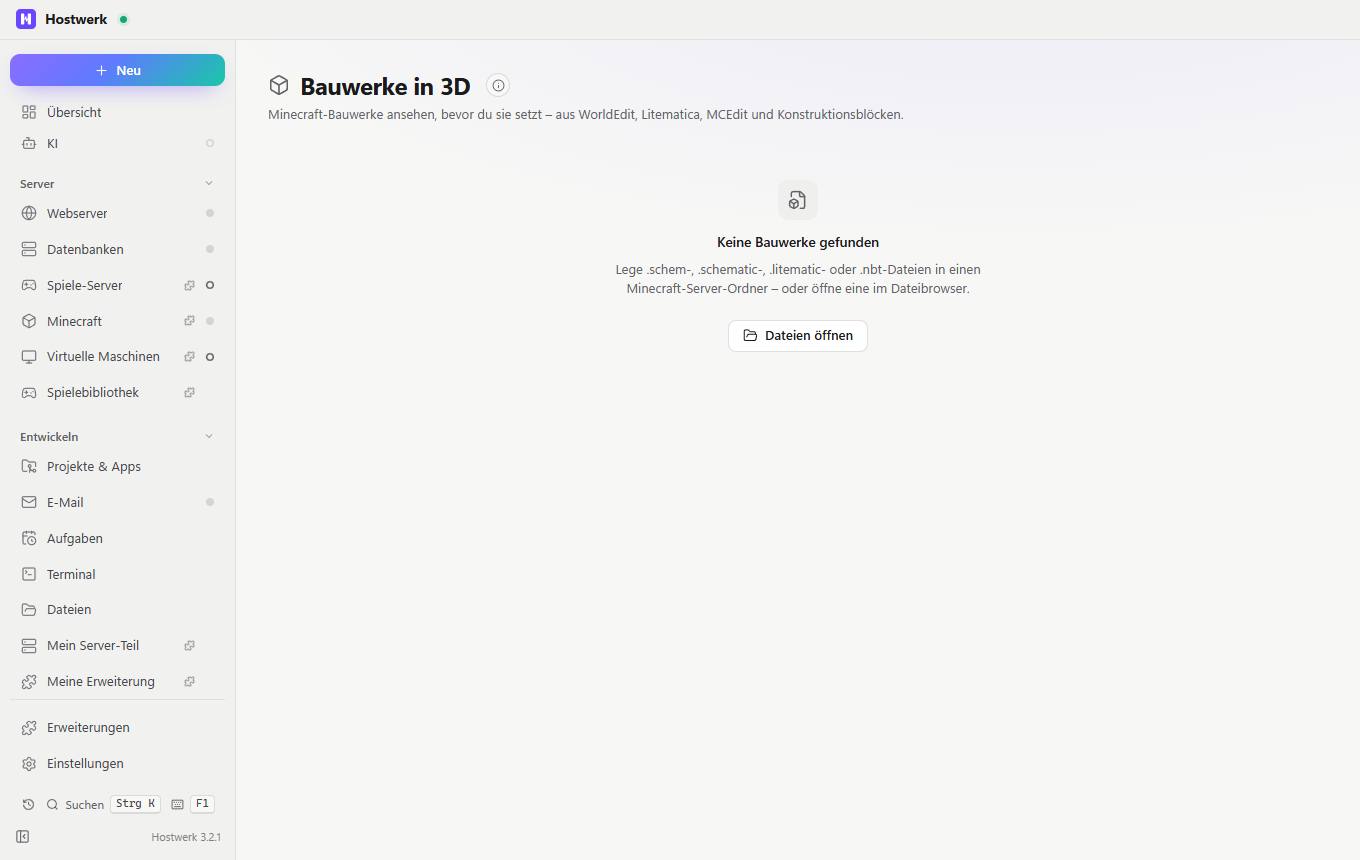 Hostwerk
Neu
Übersicht
KI
Server
Webserver
Datenbanken
Spiele-Server
Minecraft
Virtuelle Maschinen
Spielebibliothek
Entwickeln
Projekte & Apps
E-Mail
Aufgaben
Terminal
Dateien
Mein Server-Teil
Meine Erweiterung
Erweiterungen
Einstellungen
Suchen Strg K F1
Hostwerk 3.2.1
Bauwerke in 3D
Minecraft-Bauwerke ansehen, bevor du sie setzt – aus WorldEdit, Litematica, MCEdit und Konstruktionsblöcken.
Keine Bauwerke gefunden
Lege .schem-, .schematic-, .litematic- oder .nbt-Dateien in einen
Minecraft-Server-Ordner – oder öffne eine im Dateibrowser.
Dateien öffnen